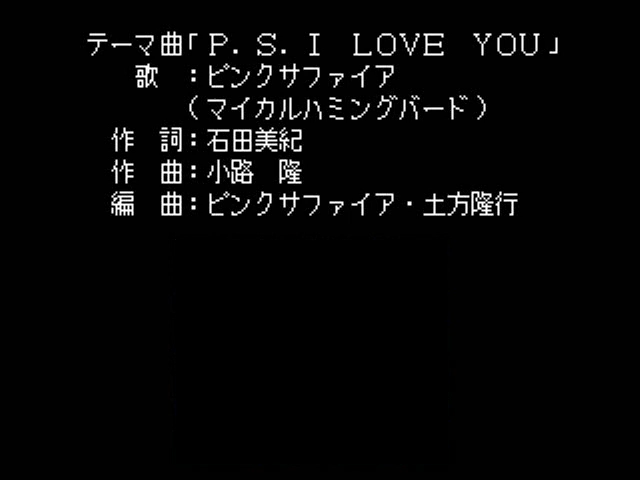 テーマ曲「P.S.I LOVE YOU」
歌 :ピンクサファイア
(マイカルハミングバード)
作 詞:石田美紀
作 曲:小路 隆
編 曲:ピンクサファイア・土方隆行